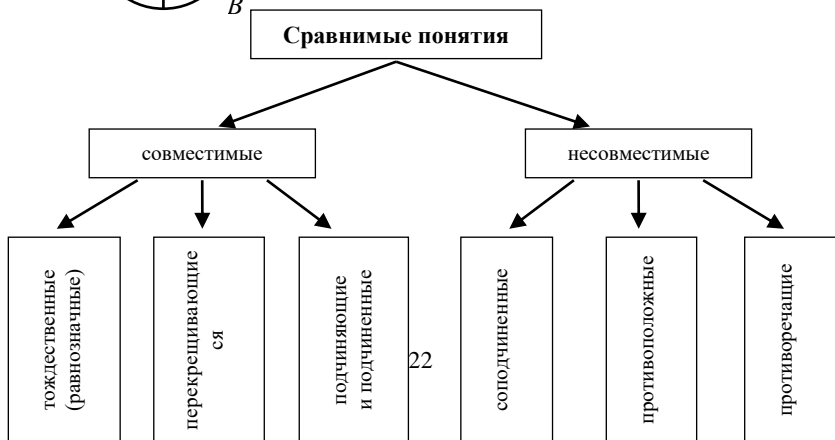 B
Сравнимые понятия
совместимые
несовместимые
тождественные
(равнозначные)
перекрещивающие
ся
подчиняющие
и подчиненные
соподчиненные
противоположные
противоречащие
22